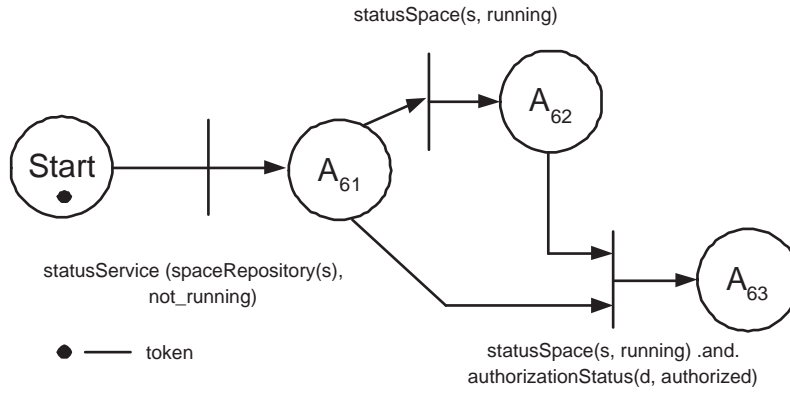 statusSpace(s, running)
Start
A61
A62
A63
statusService (spaceRepository(s),
not_running)
token
statusSpace(s, running) .and.
authorizationStatus(d, authorized)